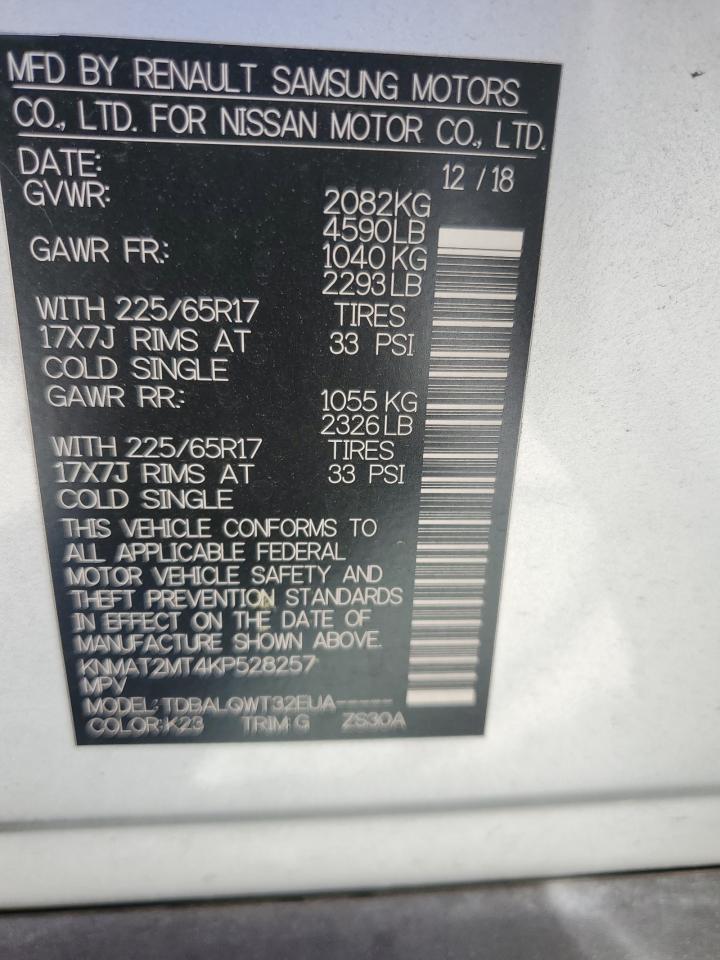 MFD BY RENAULT SAMSUNG MOTORS
CO., LTD. FOR NISSAN MOTOR CO., LTD.
DATE: 12 / 18
GVWR: 2082KG
4590LB
GAWR FR.: 1040 KG
2293 LB
WITH 225/65R17 TIRES
17X7J RIMS AT 33 PSI
COLD SINGLE
GAWR RR.: 1055 KG
2326 LB
WITH 225/65R17 TIRES
17X7J RIMS AT 33 PSI
COLD SINGLE
THIS VEHICLE CONFORMS TO
ALL APPLICABLE FEDERAL
MOTOR VEHICLE SAFETY AND
THEFT PREVENTION STANDARDS
IN EFFECT ON THE DATE OF
MANUFACTURE SHOWN ABOVE.
KNMAT2MT4KP528257
MPV
MODEL: TDBALQWT32EUA-----
COLOR:K23 TRIM:G ZS30A